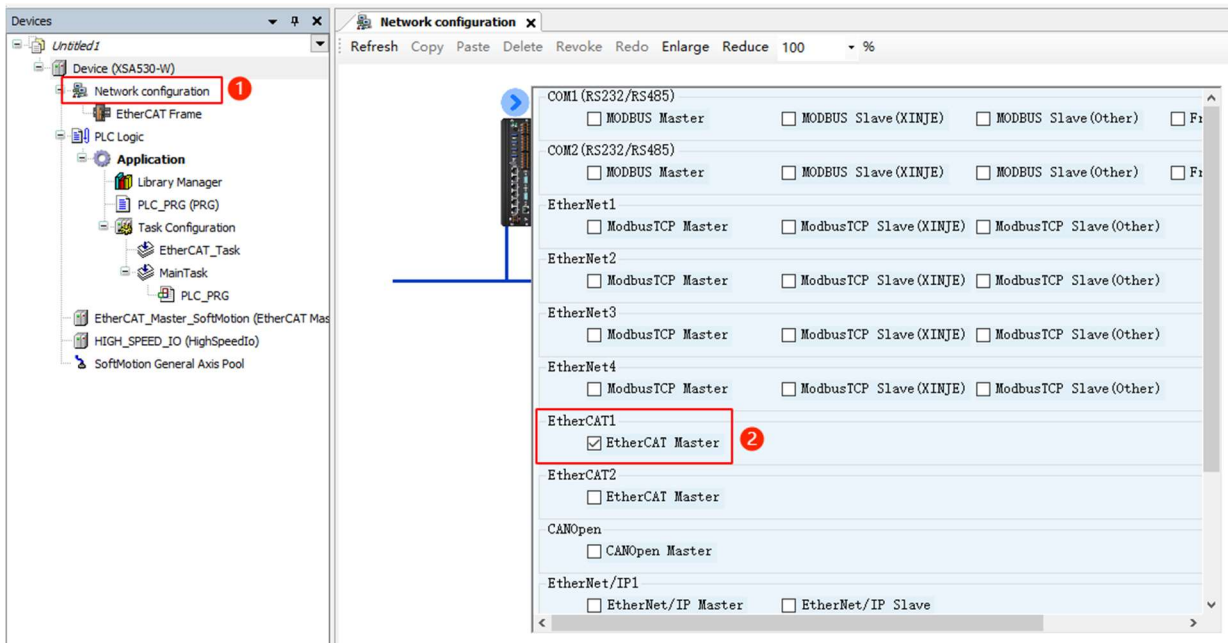 Devices
Untitled1
Device (XSA530-W)
Network configuration
1
EtherCAT Frame
PLC Logic
Application
Library Manager
PLC_PRG (PRG)
Task Configuration
EtherCAT_Task
MainTask
PLC_PRG
EtherCAT_Master_SoftMotion (EtherCAT Mas
HIGH_SPEED_IO (HighSpeedIo)
SoftMotion General Axis Pool
Network configuration
Refresh Copy Paste Delete Revoke Redo Enlarge Reduce 100 %
COM1(RS232/RS485)
MODBUS Master MODBUS Slave(XINJE) MODBUS Slave(Other) Fr
COM2(RS232/RS485)
MODBUS Master MODBUS Slave(XINJE) MODBUS Slave(Other) Fr
EtherNet1
ModbusTCP Master ModbusTCP Slave(XINJE) ModbusTCP Slave(Other)
EtherNet2
ModbusTCP Master ModbusTCP Slave(XINJE) ModbusTCP Slave(Other)
EtherNet3
ModbusTCP Master ModbusTCP Slave(XINJE) ModbusTCP Slave(Other)
EtherNet4
ModbusTCP Master ModbusTCP Slave(XINJE) ModbusTCP Slave(Other)
EtherCAT1
EtherCAT Master 2
EtherCAT2
EtherCAT Master
CANOpen
CANOpen Master
EtherNet/IP1
EtherNet/IP Master EtherNet/IP Slave